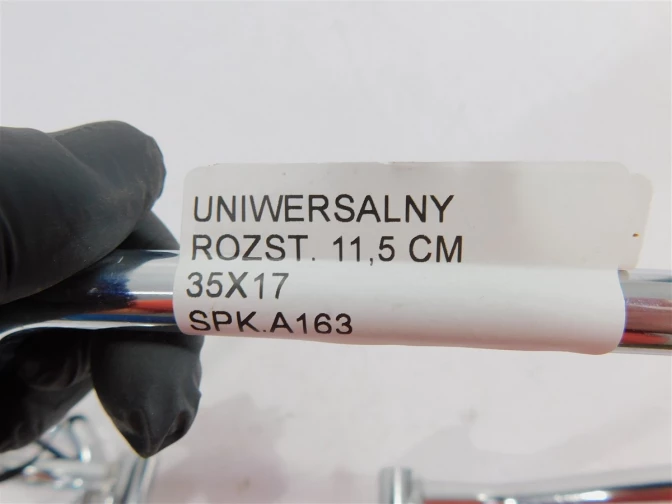 UNIWERSALNY
ROZST. 11,5 CM
35X17
SPK.A163